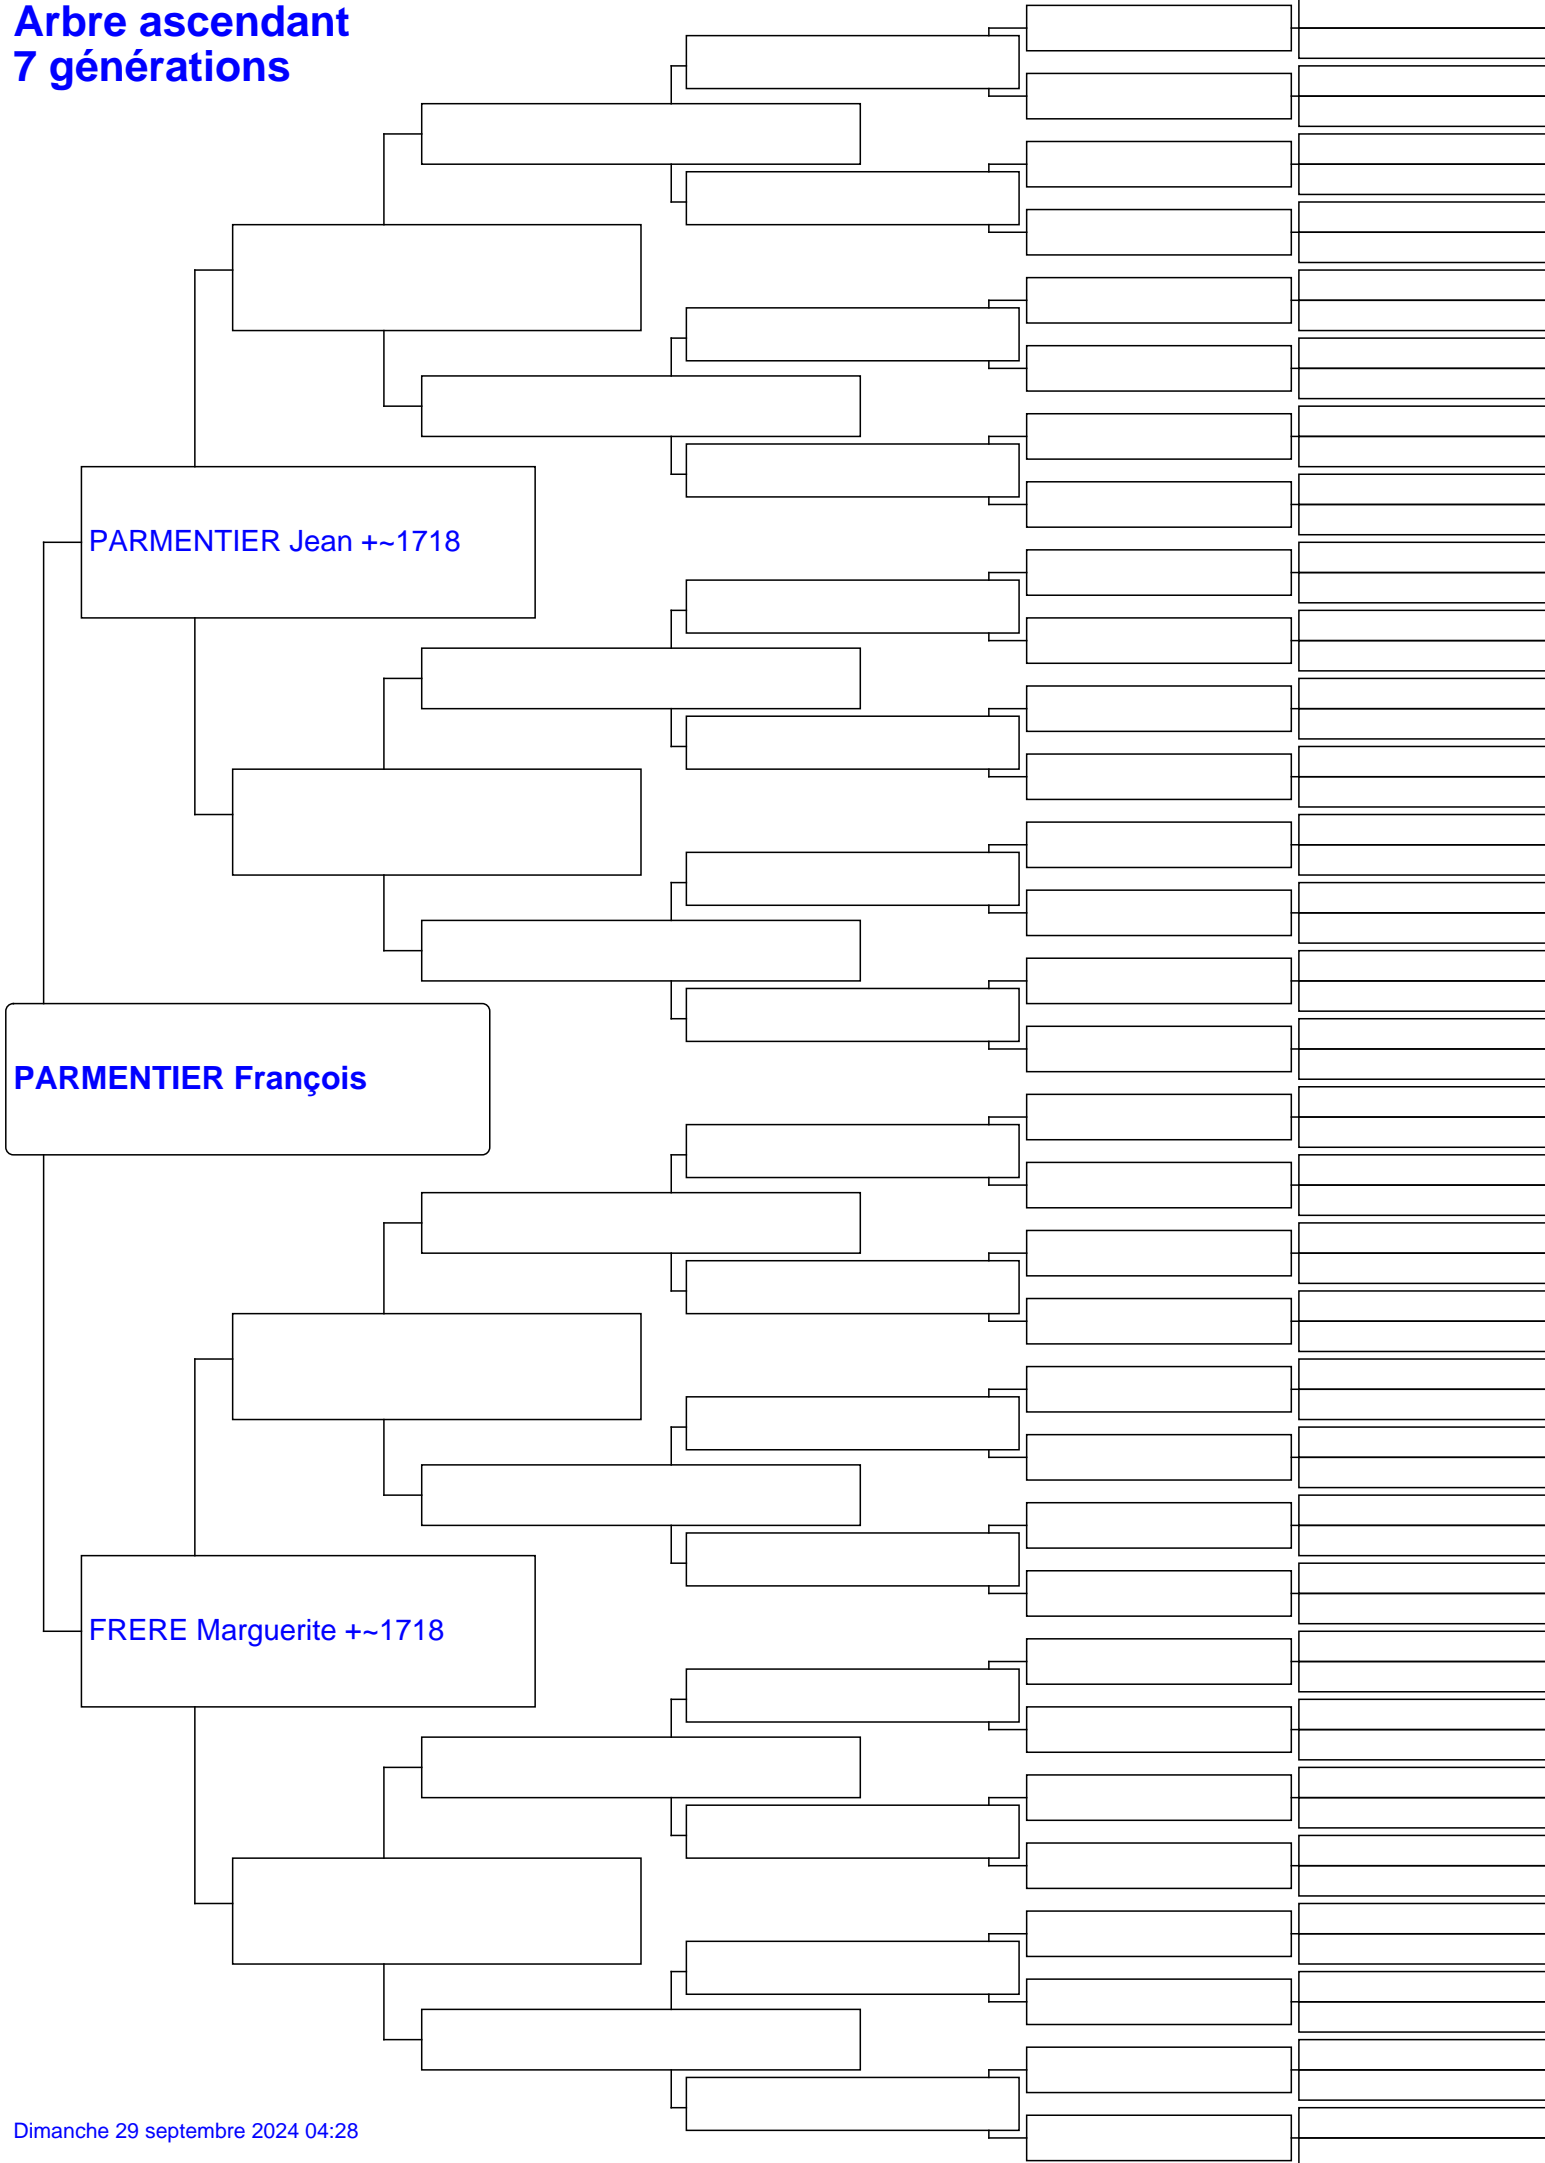 Arbre ascendant
7 générations
PARMENTIER Jean +~1718
PARMENTIER François
FRERE Marguerite +~1718
Dimanche 29 septembre 2024 04:28